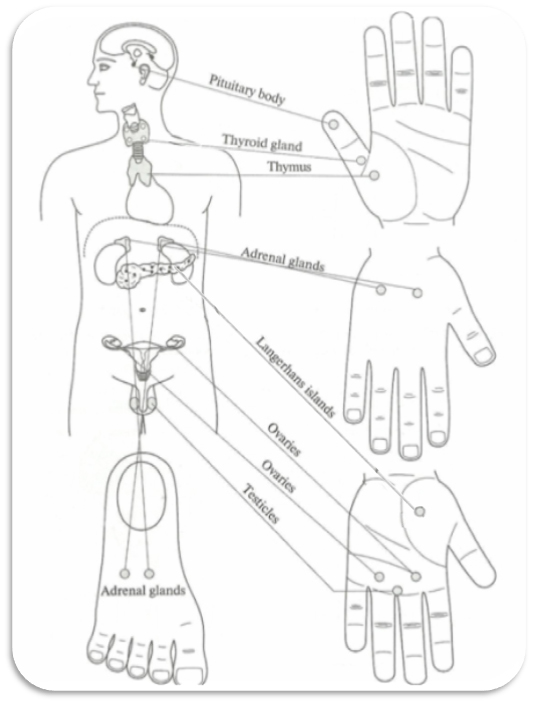 Pituitary body
Thyroid gland
Thymus
Adrenal glands
Langerhans islands
Ovaries
Ovaries
Testicles
Adrenal glands